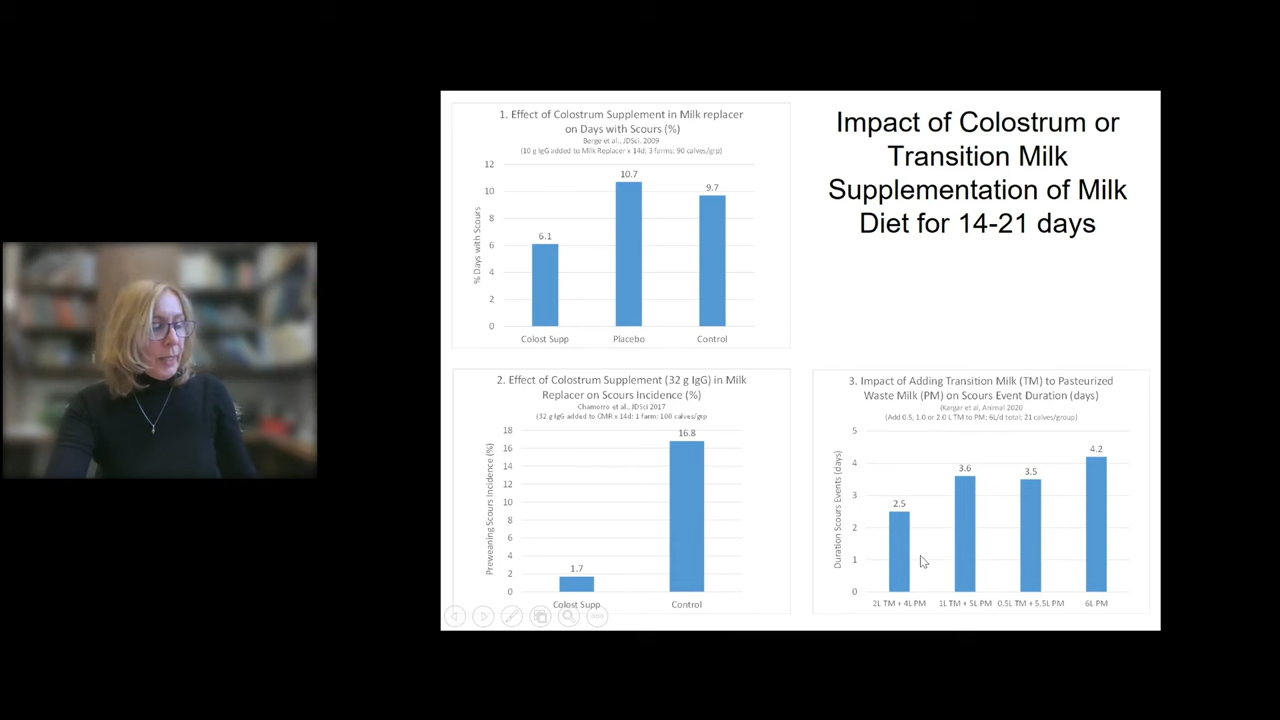 1. Effect of Colostrum Supplement in Milk replacer
on Days with Scours (%)
Berge et al., JDSci. 2009
(10 g IgG added to Milk Replacer x 14d; 3 farms; 90 calves/grp)
% Days with Scours
12
10
8
6
4
2
0
6.1
10.7
9.7
Colost Supp
Placebo
Control
Impact of Colostrum or
Transition Milk
Supplementation of Milk
Diet for 14-21 days
2. Effect of Colostrum Supplement (32 g IgG) in Milk
Replacer on Scours Incidence (%)
Chamorro et al., JDSci 2017
(32 g IgG added to CMR x 14d; 1 farm: 100 calves/grp
Preweaning Scours Incidence (%)
18
16
14
12
10
8
6
4
2
0
1.7
16.8
Colost Supp
Control
3. Impact of Adding Transition Milk (TM) to Pasteurized
Waste Milk (PM) on Scours Event Duration (days)
(Kargar et al, Animal 2020
(Add 0.5, 1.0 or 2.0 L TM to PM; 6L/d total; 21 calves/group)
Duration Scours Events (days)
5
4
3
2
1
0
2.5
3.6
3.5
4.2
2L TM + 4L PM
1L TM + 5L PM
0.5L TM + 5.5L PM
6L PM